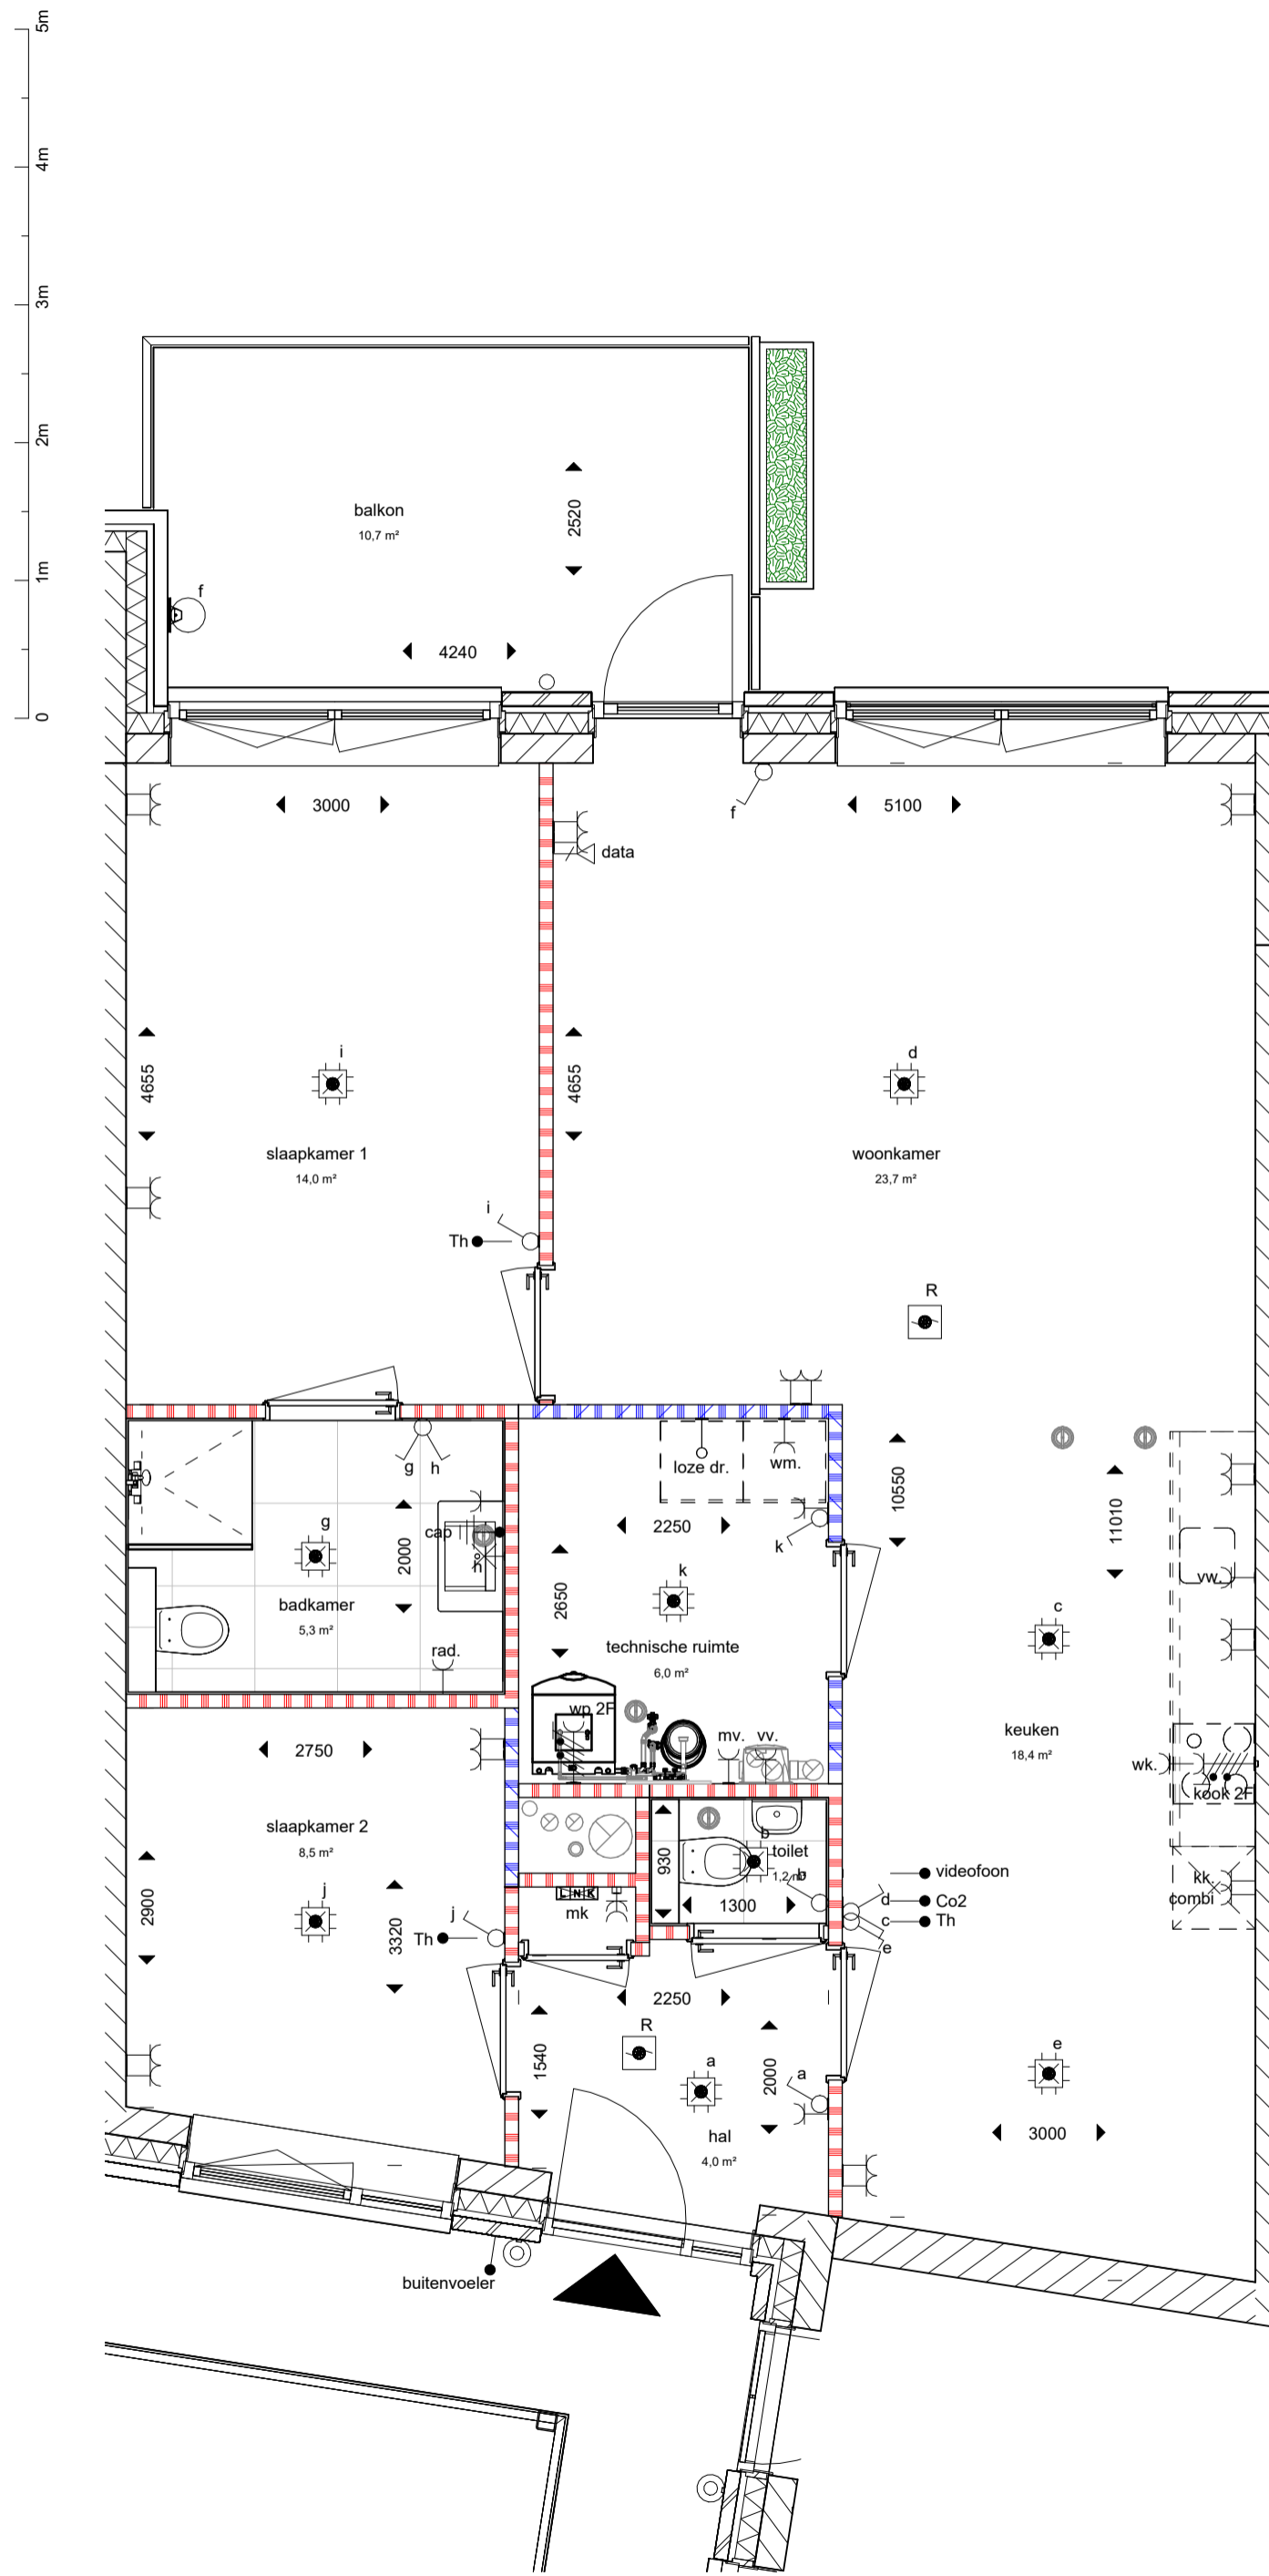 5m
4m
3m
2m
1m
0
balkon
10,7 m²
2520
f
4240
3000
5100
f
data
i
d
4655
4655
slaapkamer 1
14,0 m²
woonkamer
23,7 m²
i
Th
R
g
h
loze dr.
wm.
10550
11010
2250
cap
g
2000
h
k
2650
k
vw.
badkamer
5,3 m²
c
technische ruimte
6,0 m²
rad.
wp 2F
mv.
vv.
keuken
18,4 m²
2750
wk.
kook 2F
slaapkamer 2
8,5 m²
b
toilet
1,2 m²
930
b
videofoon
2900
j
L N K
mk
1300
d
Co2
kk.
combi
3320
j
Th
c
Th
e
2250
R
1540
a
2000
a
e
hal
4,0 m²
3000
buitenvoeler